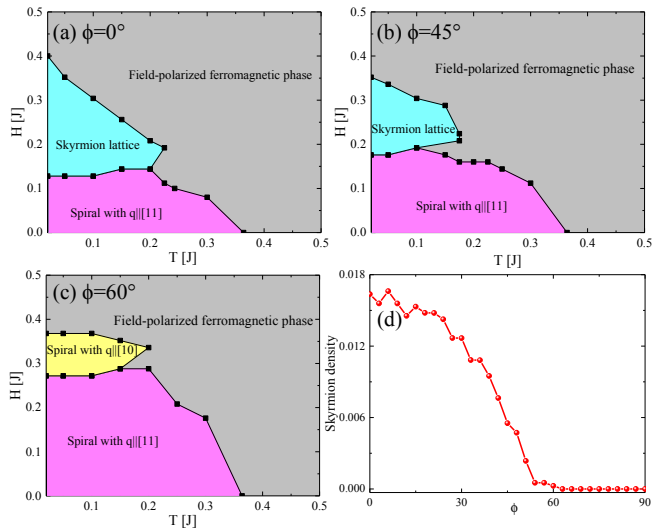 (a) ϕ=0°
Field-polarized ferromagnetic phase
Skyrmion lattice
Spiral with q||[11]
H [J]
0.5
0.4
0.3
0.2
0.1
0.0
0.1 0.2 0.3 0.4 0.5
T [J]
(b) ϕ=45°
Field-polarized ferromagnetic phase
Skyrmion lattice
Spiral with q||[11]
H [J]
0.5
0.4
0.3
0.2
0.1
0.0
0.1 0.2 0.3 0.4 0.5
T [J]
(c) ϕ=60°
Field-polarized ferromagnetic phase
Spiral with q||[10]
Spiral with q||[11]
H [J]
0.5
0.4
0.3
0.2
0.1
0.0
0.1 0.2 0.3 0.4 0.5
T [J]
(d)
Skyrmion density
0.018
0.012
0.006
0.000
0 30 60 90
ϕ